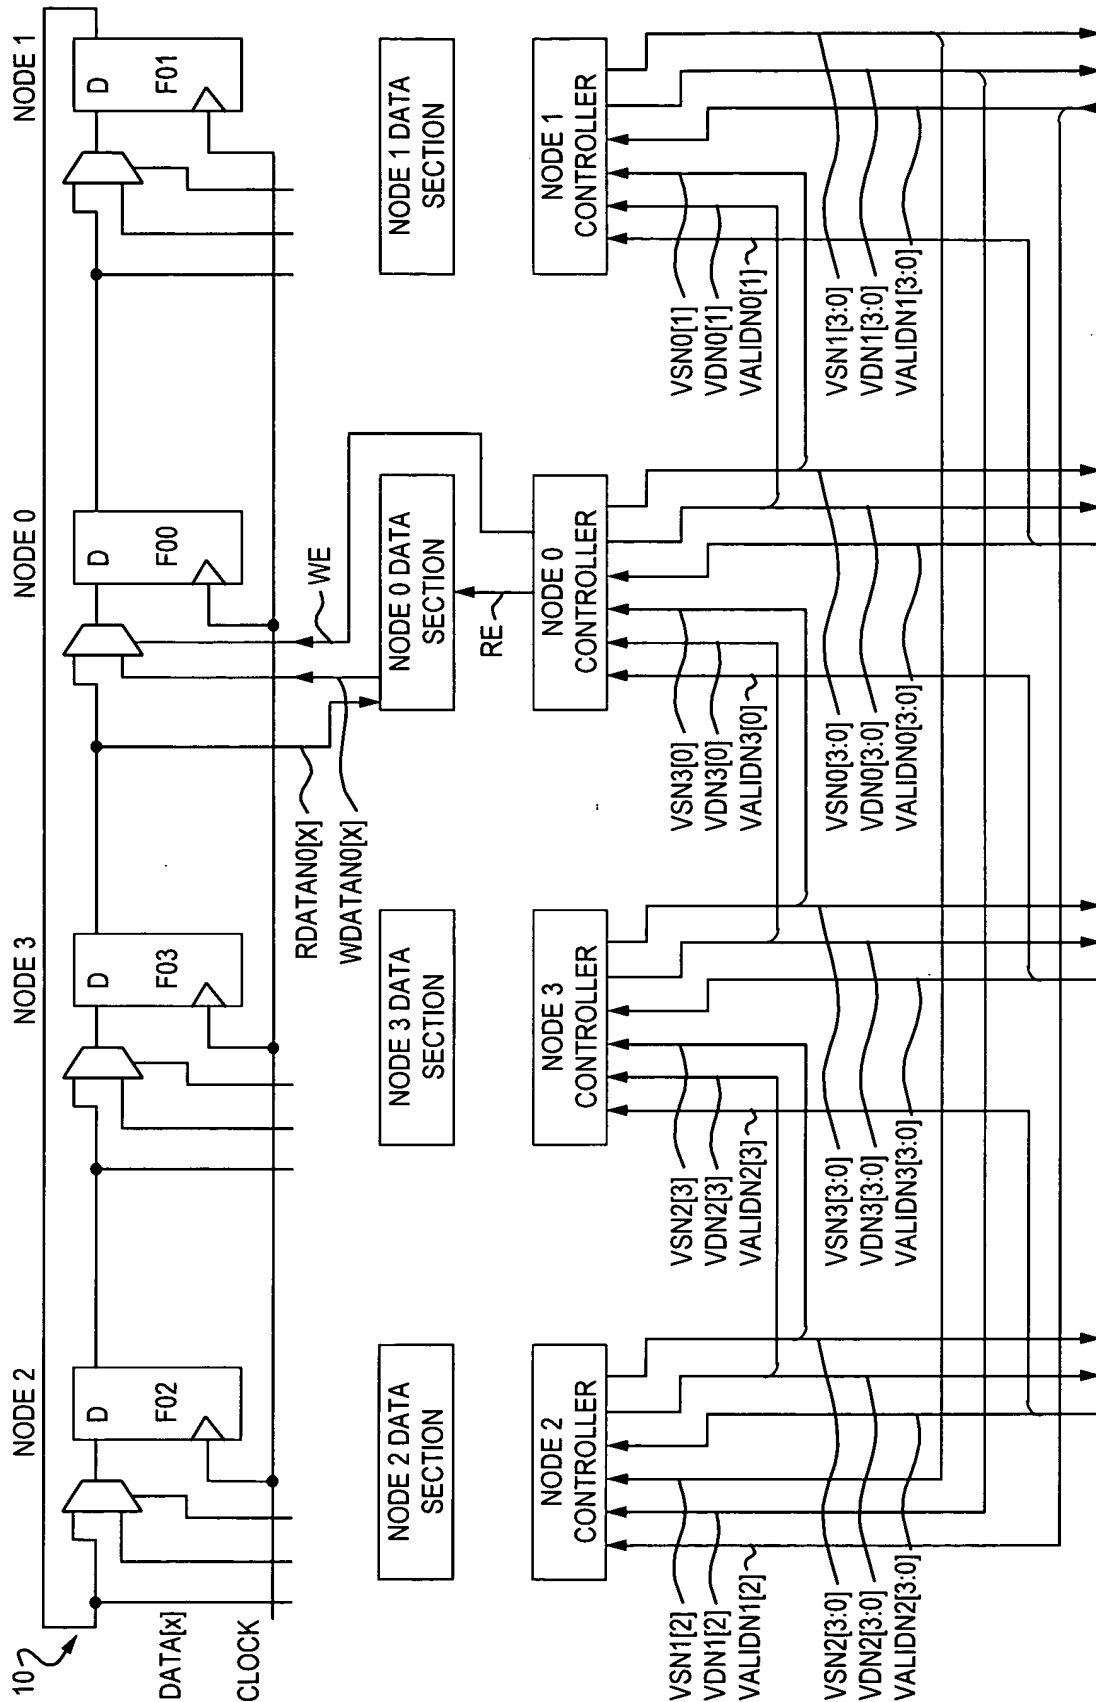 10
NODE 2
NODE 3
NODE 0
NODE 1
D
F02
D
F03
D
F00
D
F01
DATA[x]
CLOCK
RDATAN0[x]
WDATAN0[x]
WE
NODE 2 DATA
SECTION
NODE 3 DATA
SECTION
NODE 0 DATA
SECTION
NODE 1 DATA
SECTION
RE
NODE 2
CONTROLLER
NODE 3
CONTROLLER
NODE 0
CONTROLLER
NODE 1
CONTROLLER
VSN1[2]
VDN1[2]
VALIDN1[2]
VSN2[3]
VDN2[3]
VALIDN2[3]
VSN3[0]
VDN3[0]
VALIDN3[0]
VSN0[1]
VDN0[1]
VALIDN0[1]
VSN2[3:0]
VDN2[3:0]
VALIDN2[3:0]
VSN3[3:0]
VDN3[3:0]
VALIDN3[3:0]
VSN0[3:0]
VDN0[3:0]
VALIDN0[3:0]
VSN1[3:0]
VDN1[3:0]
VALIDN1[3:0]